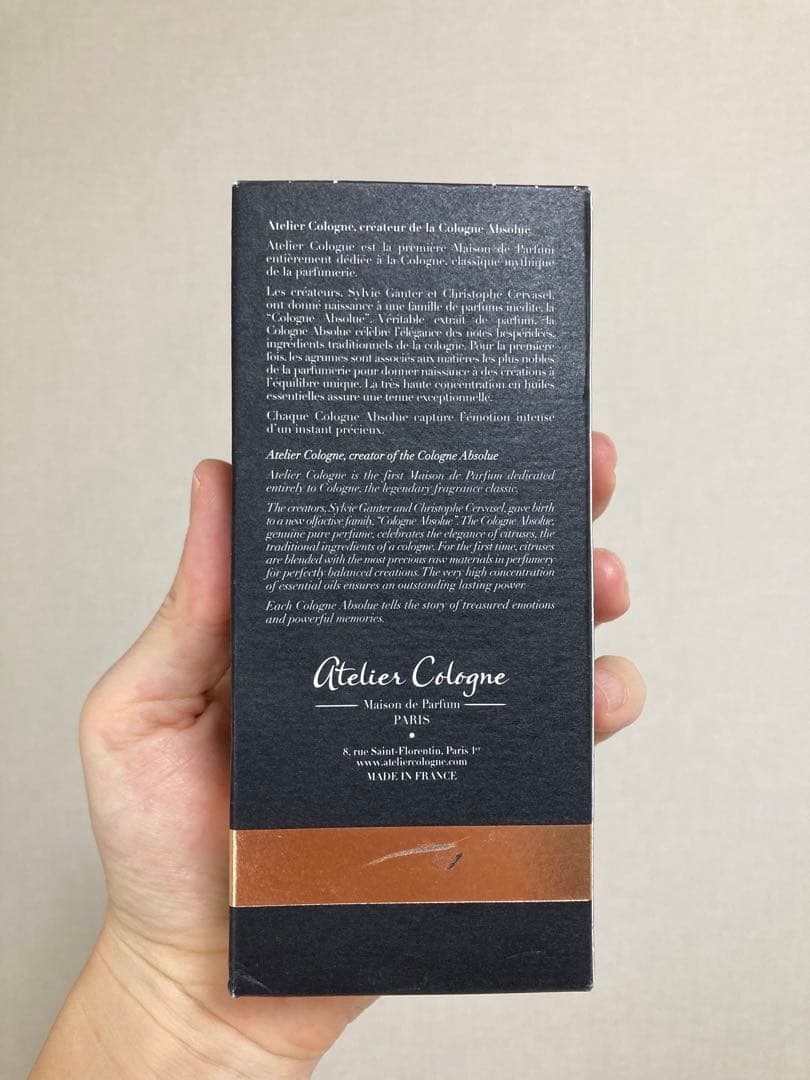 Atelier Cologne, créateur de la Cologne Absolue
Atelier Cologne est la première Maison de Parfum
entièrement dédiée à la Cologne, classique mythique
de la parfumerie.
Les créateurs, Sylvie Ganter et Christophe Cervasel,
ont donné naissance à une famille de parfums inédite, la
“Cologne Absolue”. Véritable extrait de parfum, la
Cologne Absolue célèbre l’élégance des notes hespéridées,
ingrédients traditionnels de la cologne. Pour la première
fois, les agrumes sont associés aux matières les plus nobles
de la parfumerie pour donner naissance à des créations à
l’équilibre unique. La très haute concentration en huiles
essentielles assure une tenue exceptionnelle.
Chaque Cologne Absolue capture l’émotion intense
d’un instant précieux.
Atelier Cologne, creator of the Cologne Absolue
Atelier Cologne is the first Maison de Parfum dedicated
entirely to Cologne, the legendary fragrance classic.
The creators, Sylvie Ganter and Christophe Cervasel, gave birth
to a new olfactive family, “Cologne Absolue”. The Cologne Absolue,
genuine pure perfume, celebrates the elegance of citruses, the
traditional ingredients of a cologne. For the first time, citruses
are blended with the most precious raw materials in perfumery
for perfectly balanced creations. The very high concentration
of essential oils ensures an outstanding lasting power.
Each Cologne Absolue tells the story of treasured emotions
and powerful memories.
Atelier Cologne
Maison de Parfum
PARIS
8, rue Saint-Florentin, Paris 1er
www.ateliercologne.com
MADE IN FRANCE